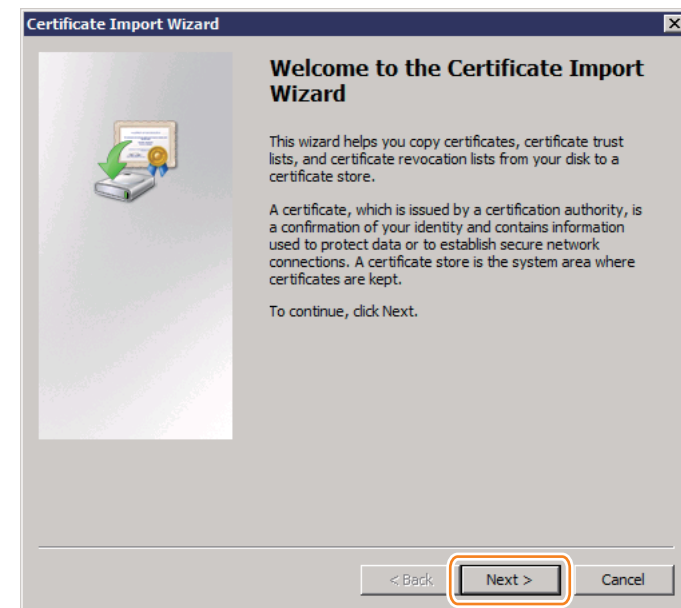 Certificate Import Wizard
Welcome to the Certificate Import
Wizard
This wizard helps you copy certificates, certificate trust
lists, and certificate revocation lists from your disk to a
certificate store.
A certificate, which is issued by a certification authority, is
a confirmation of your identity and contains information
used to protect data or to establish secure network
connections. A certificate store is the system area where
certificates are kept.
To continue, click Next.
< Back Next > Cancel